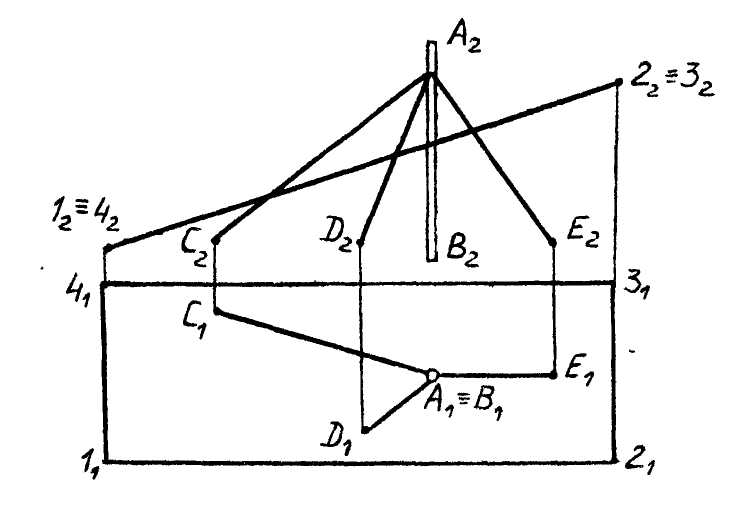 A₂
2₂≡3₂
1₂≡4₂
C₂
D₂
E₂
B₂
4₁
3₁
C₁
E₁
A₁≡B₁
D₁
1₁
2₁